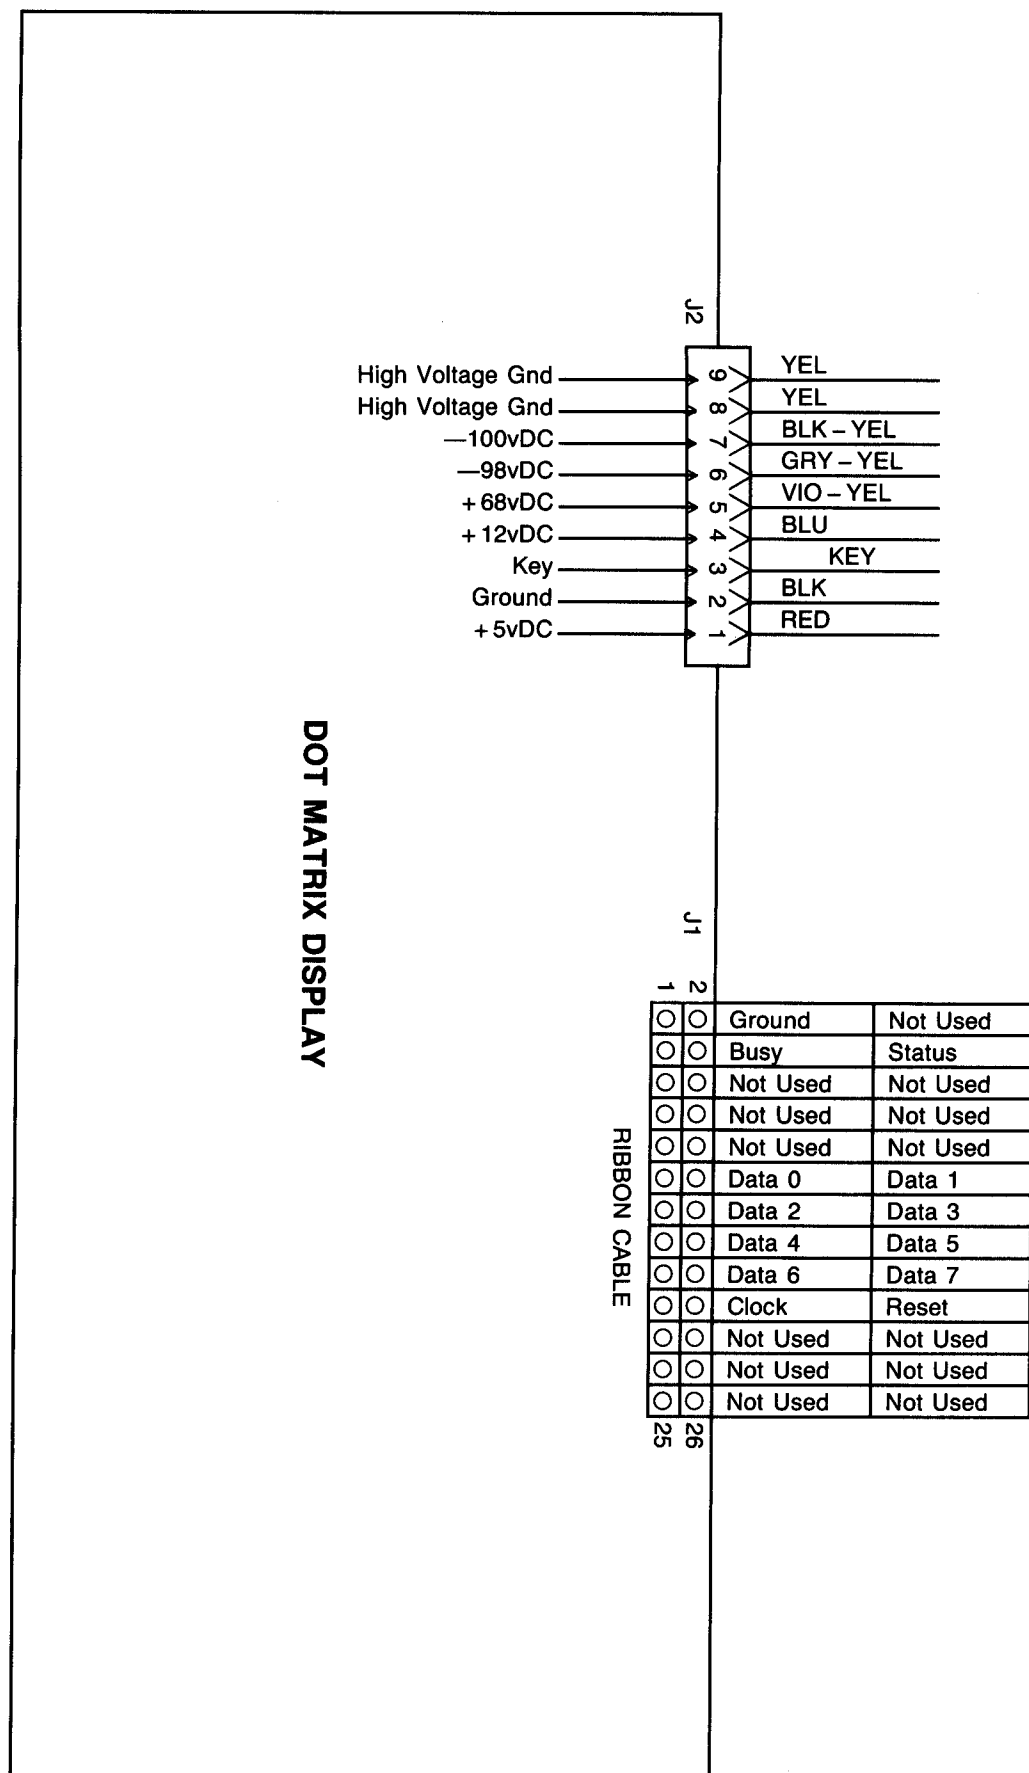 J2
High Voltage Gnd 9 YEL
High Voltage Gnd 8 YEL
—100vDC 7 BLK – YEL
—98vDC 6 GRY – YEL
+ 68vDC 5 VIO – YEL
+ 12vDC 4 BLU
Key 3 KEY
Ground 2 BLK
+ 5vDC 1 RED
DOT MATRIX DISPLAY
J1
1 2
Ground Not Used
Busy Status
Not Used Not Used
Not Used Not Used
Not Used Not Used
Data 0 Data 1
Data 2 Data 3
Data 4 Data 5
Data 6 Data 7
Clock Reset
Not Used Not Used
Not Used Not Used
Not Used Not Used
25 26
RIBBON CABLE